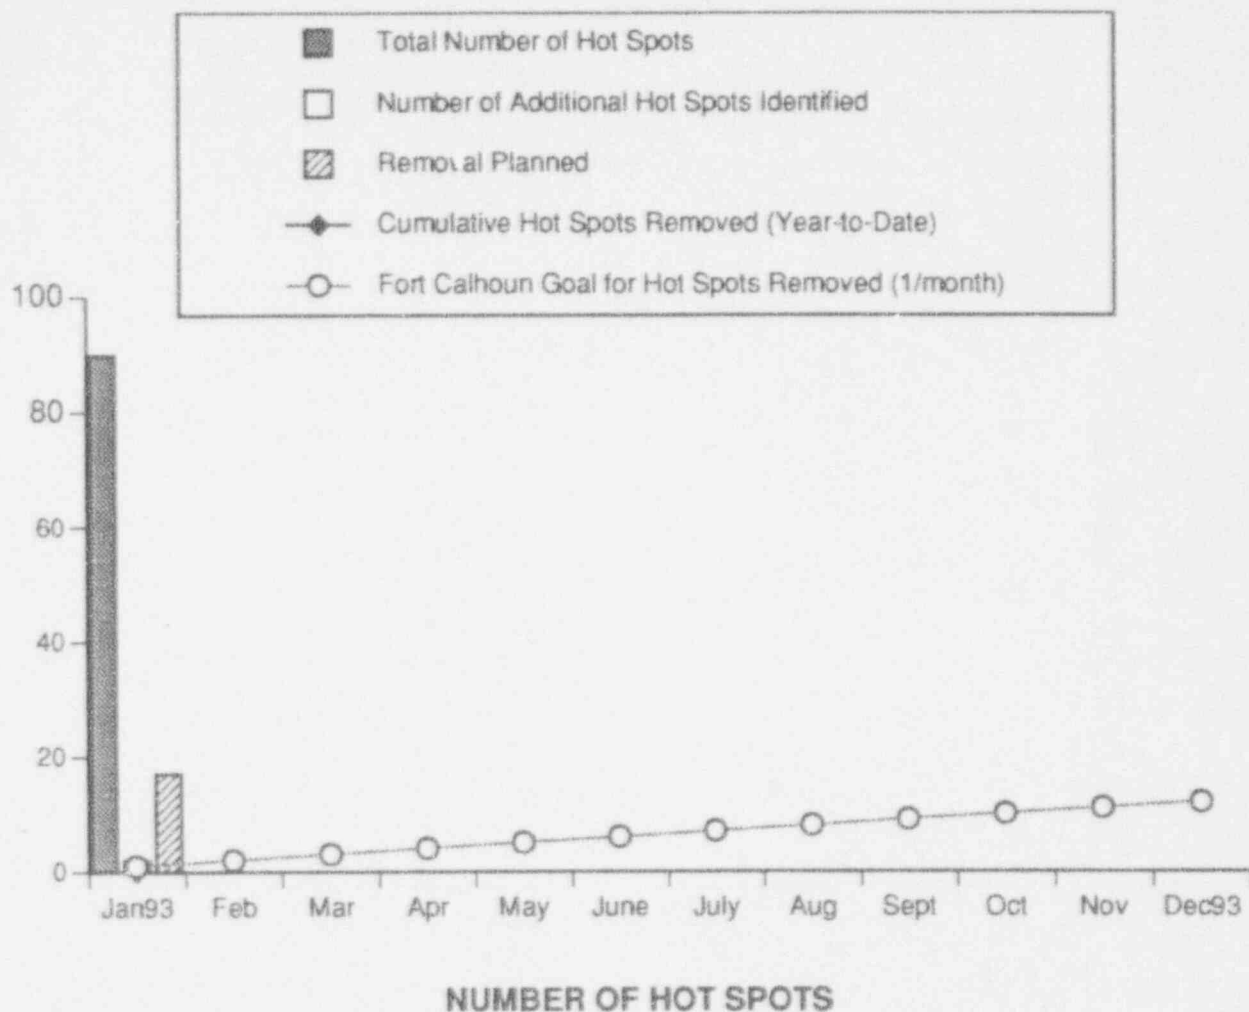 Total Number of Hot Spots
Number of Additional Hot Spots Identified
Removal Planned
Cumulative Hot Spots Removed (Year-to-Date)
Fort Calhoun Goal for Hot Spots Removed (1/month)
100
80
60
40
20
0
Jan93 Feb Mar Apr May June July Aug Sept Oct Nov Dec93
NUMBER OF HOT SPOTS